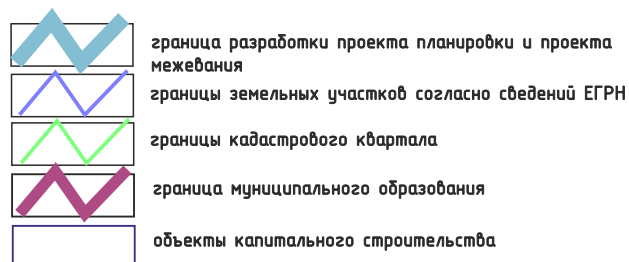 граница разработки проекта планировки и проекта
межевания
границы земельных участков согласно сведений ЕГРН
границы кадастрового квартала
граница муниципального образования
объекты капитального строительства